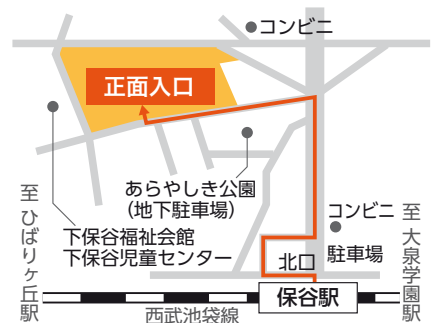 コンビニ
正面入口
あらやしき公園
(地下駐車場)
下保谷福祉会館
下保谷児童センター
コンビニ
駐車場
北口
至 ひばりヶ丘駅
至 大泉学園駅
保谷駅
西武池袋線